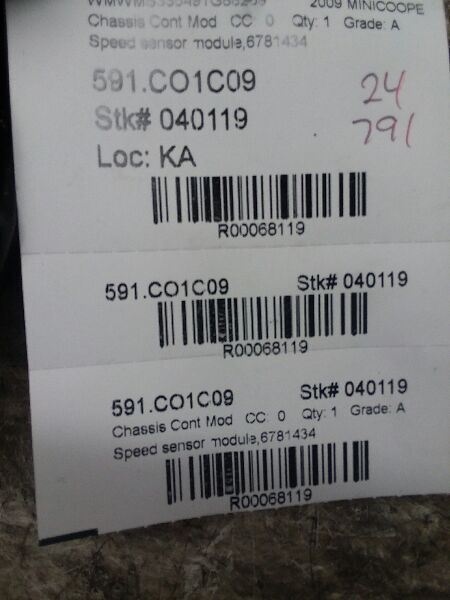 2009 MINICOOPE
Chassis Cont Mod CC: 0 Qty: 1 Grade: A
Speed sensor module,6781434
591.CO1C09
24
Stk# 040119
791
Loc: KA
R00068119
591.CO1C09 Stk# 040119
R00068119
591.CO1C09 Stk# 040119
Chassis Cont Mod CC: 0 Qty: 1 Grade: A
Speed sensor module,6781434
R00068119